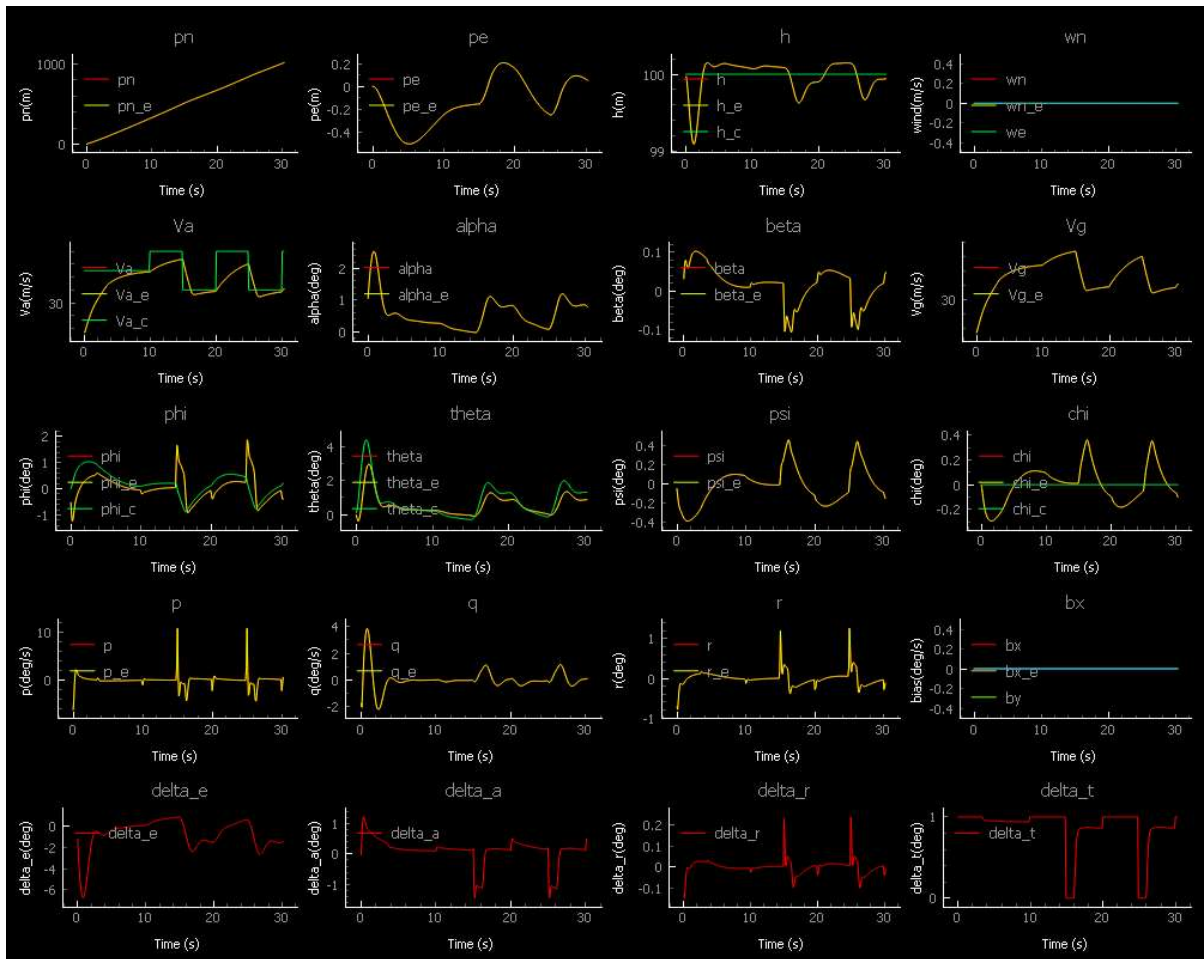 pn
pn(m)
1000
0
pn
pn_e
0 10 20 30
Time (s)
pe
pe(m)
0.2
0
-0.2
-0.4
pe
pe_e
0 10 20 30
Time (s)
h
h(m)
100
99
h
h_e
h_c
0 10 20 30
Time (s)
wn
wind(m/s)
0.4
0.2
0
-0.2
-0.4
wn
wn_e
we
0 10 20 30
Time (s)
Va
Va(m/s)
30
Va
Va_e
Va_c
0 10 20 30
Time (s)
alpha
alpha(deg)
2
1
0
alpha
alpha_e
0 10 20 30
Time (s)
beta
beta(deg)
0.1
0
-0.1
beta
beta_e
0 10 20 30
Time (s)
Vg
Vg(m/s)
30
Vg
Vg_e
0 10 20 30
Time (s)
phi
phi(deg)
2
1
0
-1
phi
phi_e
phi_c
0 10 20 30
Time (s)
theta
theta(deg)
4
2
0
theta
theta_e
theta_c
0 10 20 30
Time (s)
psi
psi(deg)
0.4
0.2
0
-0.2
-0.4
psi
psi_e
0 10 20 30
Time (s)
chi
chi(deg)
0.4
0.2
0
-0.2
chi
chi_e
chi_c
0 10 20 30
Time (s)
p
p(deg/s)
10
0
p
p_e
0 10 20 30
Time (s)
q
q(deg/s)
4
2
0
-2
q
q_e
0 10 20 30
Time (s)
r
r(deg)
1
0
-1
r
r_e
0 10 20 30
Time (s)
bx
bias(deg/s)
0.4
0.2
0
-0.2
-0.4
bx
bx_e
by
0 10 20 30
Time (s)
delta_e
delta_e(deg)
0
-2
-4
-6
delta_e
0 10 20 30
Time (s)
delta_a
delta_a(deg)
1
0
-1
delta_a
0 10 20 30
Time (s)
delta_r
delta_r(deg)
0.2
0.1
0
-0.1
delta_r
0 10 20 30
Time (s)
delta_t
delta_t(deg)
1
0
delta_t
0 10 20 30
Time (s)